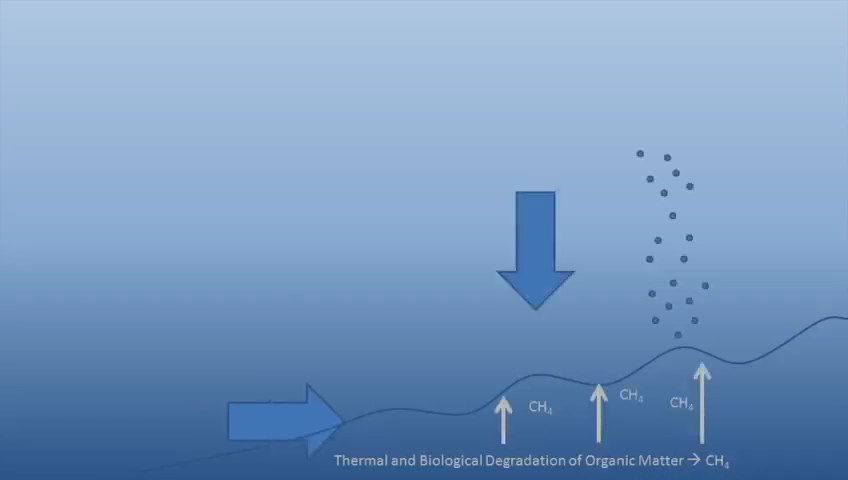 CH₄
CH₄
CH₄
Thermal and Biological Degradation of Organic Matter → CH₄